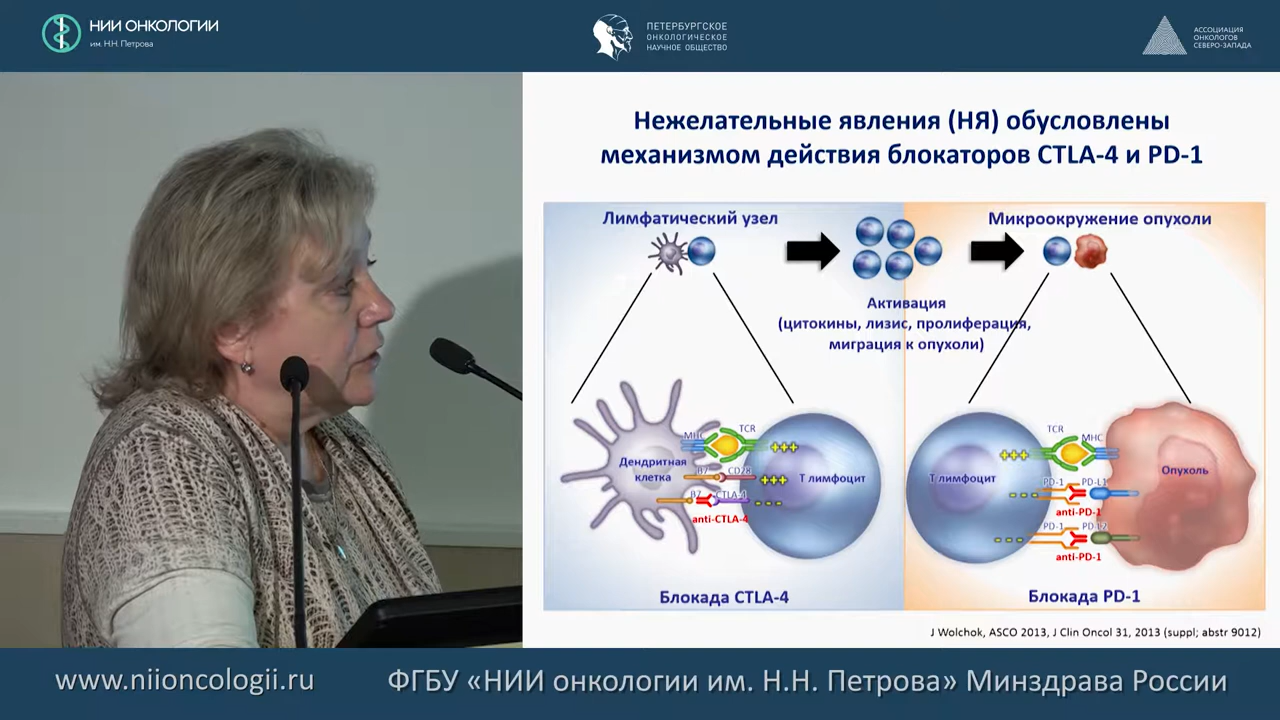 НИИ ОНКОЛОГИИ
им. Н.Н. Петрова
ПЕТЕРБУРГСКОЕ
ОНКОЛОГИЧЕСКОЕ
НАУЧНОЕ ОБЩЕСТВО
АССОЦИАЦИЯ
ОНКОЛОГОВ
СЕВЕРО-ЗАПАДА
Нежелательные явления (НЯ) обусловлены
механизмом действия блокаторов CTLA-4 и PD-1
Лимфатический узел
Микроокружение опухоли
Активация
(цитокины, лизис, пролиферация,
миграция к опухоли)
MHC
TCR
+++
Дендритная
клетка
B7
CD28
+++
Т лимфоцит
B7
CTLA-4
- - -
anti-CTLA-4
Блокада CTLA-4
TCR
MHC
+++
Т лимфоцит
Опухоль
PD-1
PD-L1
- - -
anti-PD-1
PD-1
PD-L2
- - -
anti-PD-1
Блокада PD-1
J Wolchok, ASCO 2013, J Clin Oncol 31, 2013 (suppl; abstr 9012)
www.niioncologii.ru
ФГБУ «НИИ онкологии им. Н.Н. Петрова» Минздрава России